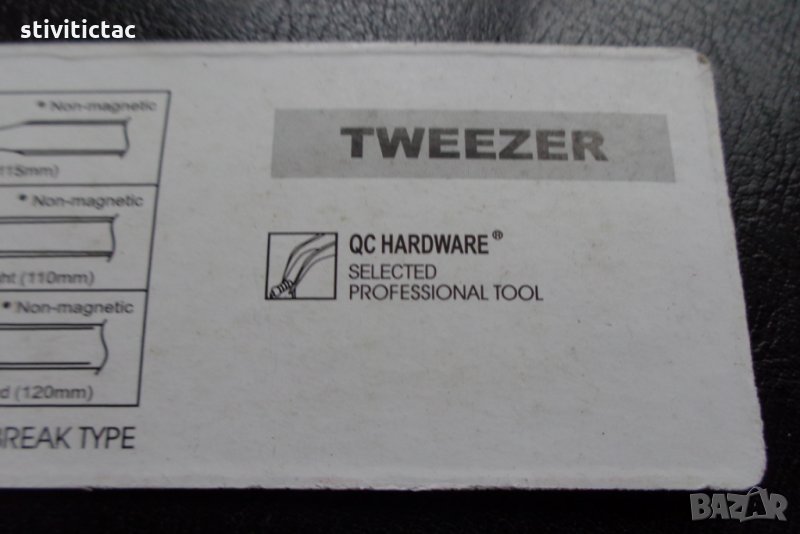 stivitictac
* Non-magnetic
TWEEZER
115mm)
* Non-magnetic
QC HARDWARE®
SELECTED
PROFESSIONAL TOOL
ht (110mm)
* Non-magnetic
d (120mm)
BREAK TYPE
BAZAR